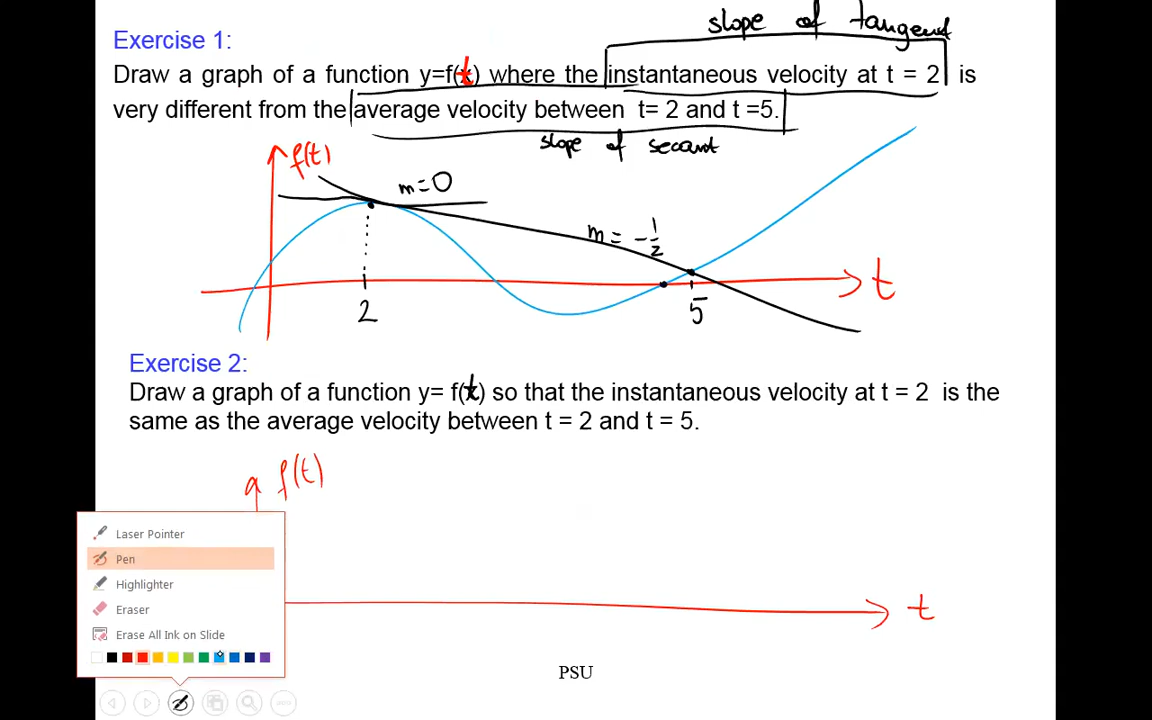 slope of tangent
Exercise 1:
Draw a graph of a function y=f(t) where the instantaneous velocity at t = 2 is
very different from the average velocity between t= 2 and t =5.
slope of secant
f(t)
m=0
m = -1/2
t
2
5
Exercise 2:
Draw a graph of a function y= f(t) so that the instantaneous velocity at t = 2 is the
same as the average velocity between t = 2 and t = 5.
f(t)
Laser Pointer
Pen
Highlighter
Eraser
Erase All Ink on Slide
t
PSU